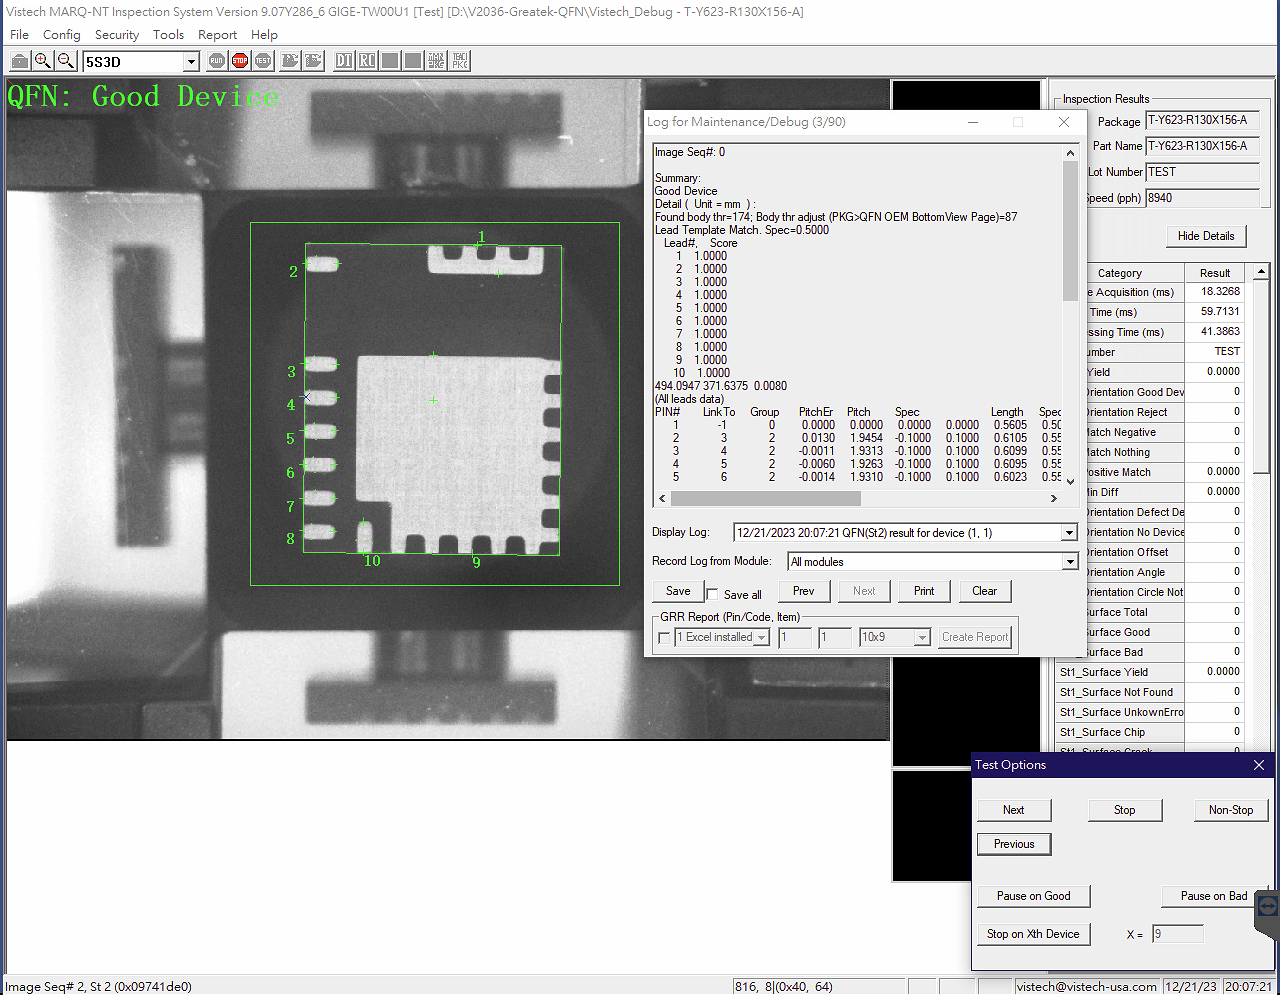 Vistech MARQ-NT Inspection System Version 9.07Y286_6 GIGE-TW00U1 [Test] [D:\V2036-Greatek-QFN\Vistech_Debug - T-Y623-R130X156-A]
File Config Security Tools Report Help
5S3D RUN STOP TEST DT RC MAR PKG PKG
QFN: Good Device
1
2
3
4
5
6
7
8
10
9
Log for Maintenance/Debug (3/90)
Image Seq#: 0
Summary:
Good Device
Detail ( Unit = mm ) :
Found body thr=174; Body thr adjust (PKG>QFN OEM BottomView Page)=87
Lead Template Match. Spec=0.5000
Lead#, Score
1 1.0000
2 1.0000
3 1.0000
4 1.0000
5 1.0000
6 1.0000
7 1.0000
8 1.0000
9 1.0000
10 1.0000
494.0947 371.6375 0.0080
(All leads data)
PIN# LinkTo Group PitchEr Pitch Spec Length Spec
1 -1 0 0.0000 0.0000 0.0000 0.0000 0.5605 0.50
2 3 2 0.0130 1.9454 -0.1000 0.1000 0.6105 0.55
3 4 2 -0.0011 1.9313 -0.1000 0.1000 0.6099 0.55
4 5 2 -0.0060 1.9263 -0.1000 0.1000 0.6095 0.55
5 6 2 -0.0014 1.9310 -0.1000 0.1000 0.6023 0.55
Display Log: 12/21/2023 20:07:21 QFN(St2) result for device (1, 1)
Record Log from Module: All modules
Save Save all Prev Next Print Clear
GRR Report (Pin/Code, Item)
1 Excel installed 1 1 10x9 Create Report
Inspection Results
Package T-Y623-R130X156-A
Part Name T-Y623-R130X156-A
Lot Number TEST
Speed (pph) 8940
Hide Details
Category Result
e Acquisition (ms) 18.3268
Time (ms) 59.7131
ssing Time (ms) 41.3863
umber TEST
Yield 0.0000
Orientation Good Dev 0
Orientation Reject 0
Match Negative 0
Match Nothing 0
Positive Match 0.0000
Min Diff 0.0000
Orientation Defect De 0
Orientation No Device 0
Orientation Offset 0
Orientation Angle 0
Orientation Circle Not 0
Surface Total 0
Surface Good 0
Surface Bad 0
St1_Surface Yield 0.0000
St1_Surface Not Found 0
St1_Surface UnkownErro 0
St1_Surface Chip 0
St1_Surface Crack 0
Test Options
Next Stop Non-Stop
Previous
Pause on Good Pause on Bad
Stop on Xth Device X = 9
Image Seq# 2, St 2 (0x09741de0) 816, 8|(0x40, 64) vistech@vistech-usa.com 12/21/23 20:07:21